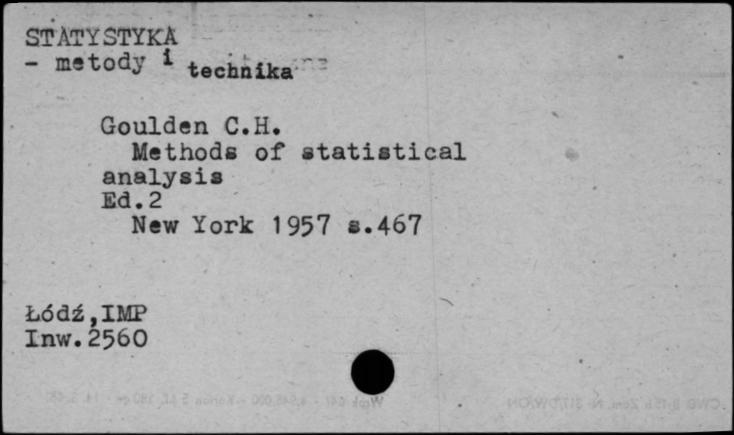 STATYSTYKA
- metody i technika
Goulden C.H.
Methods of statistical
analysis
Ed.2
New York 1957 s.467
Łódź,IMP
Inw.2560